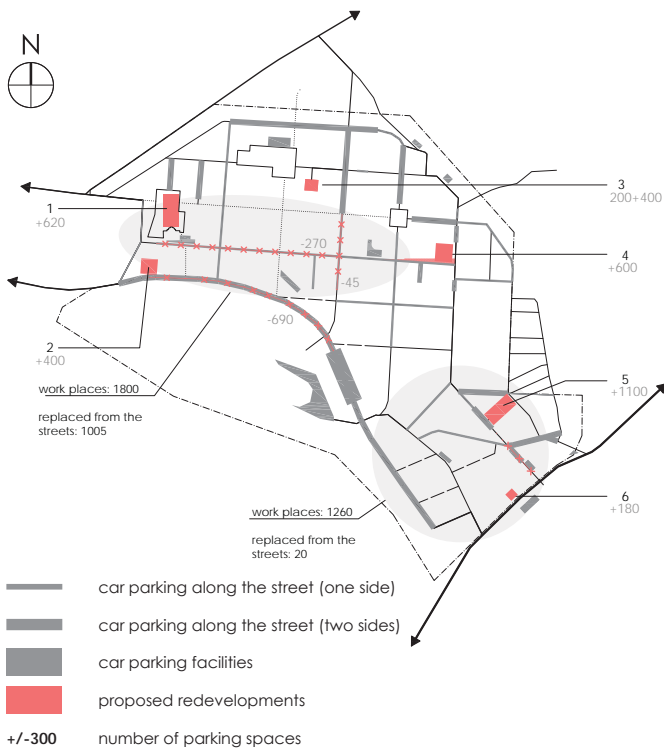 N
1
+620
3
200+400
4
+600
-270
-45
-690
2
+400
work places: 1800
replaced from the
streets: 1005
5
+1100
6
+180
work places: 1260
replaced from the
streets: 20
car parking along the street (one side)
car parking along the street (two sides)
car parking facilities
proposed redevelopments
+/-300 number of parking spaces